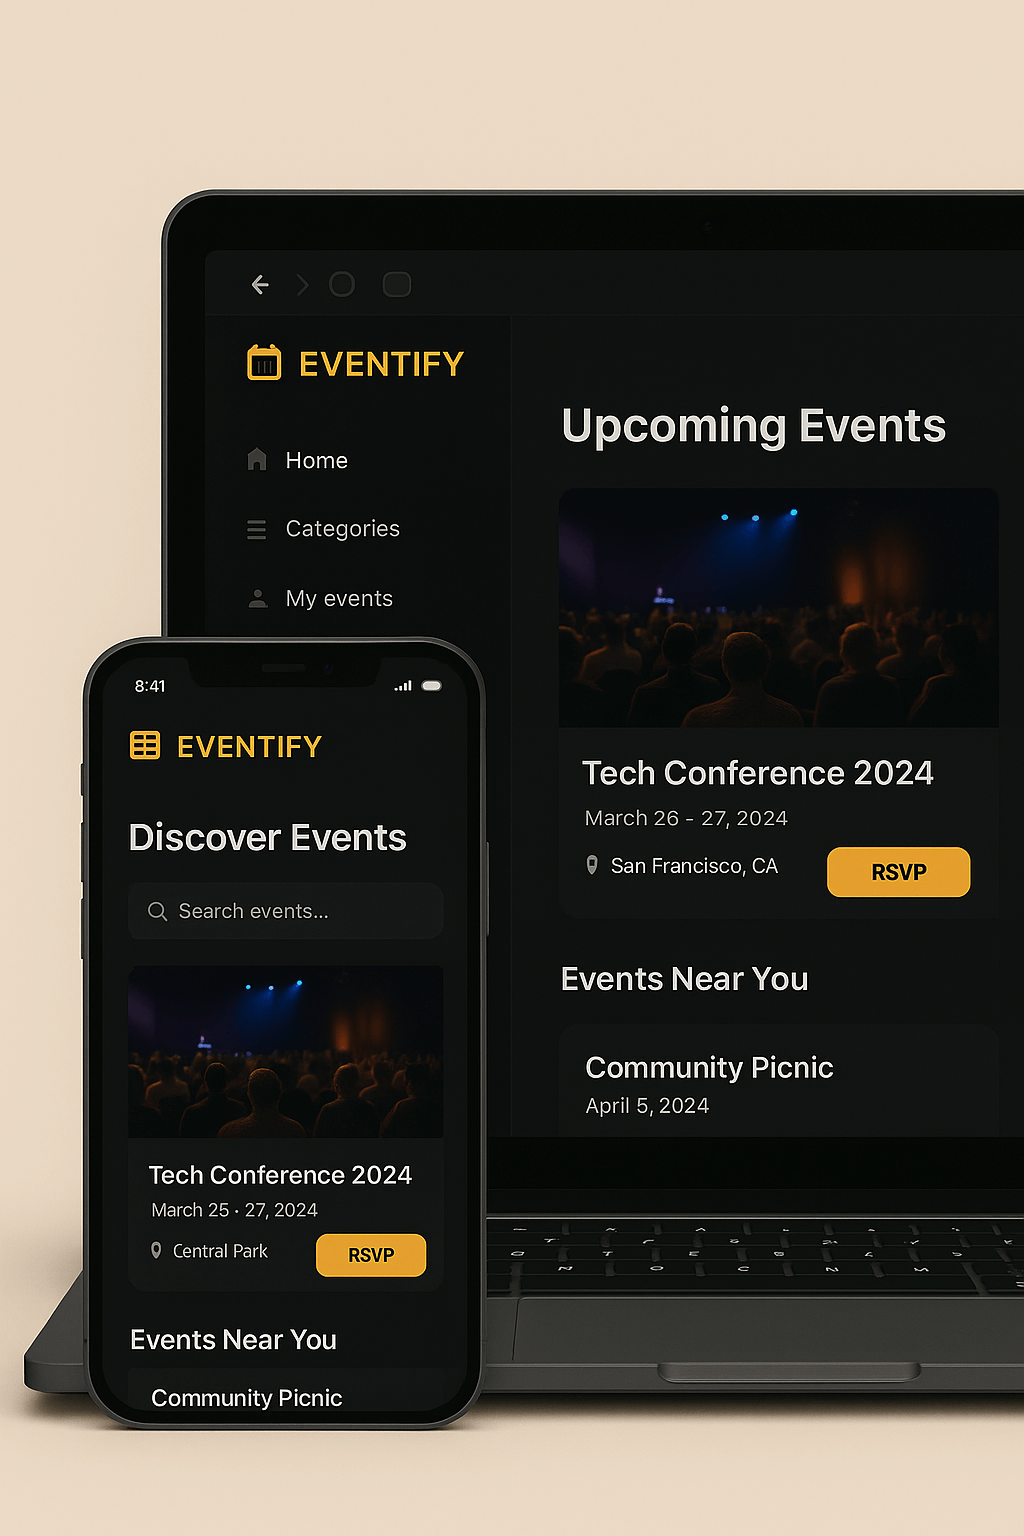 EVENTIFY
Home
Categories
My events
Upcoming Events
Tech Conference 2024
March 26 - 27, 2024
San Francisco, CA
RSVP
Events Near You
Community Picnic
April 5, 2024
8:41
EVENTIFY
Discover Events
Search events...
Tech Conference 2024
March 25 · 27, 2024
Central Park
RSVP
Events Near You
Community Picnic